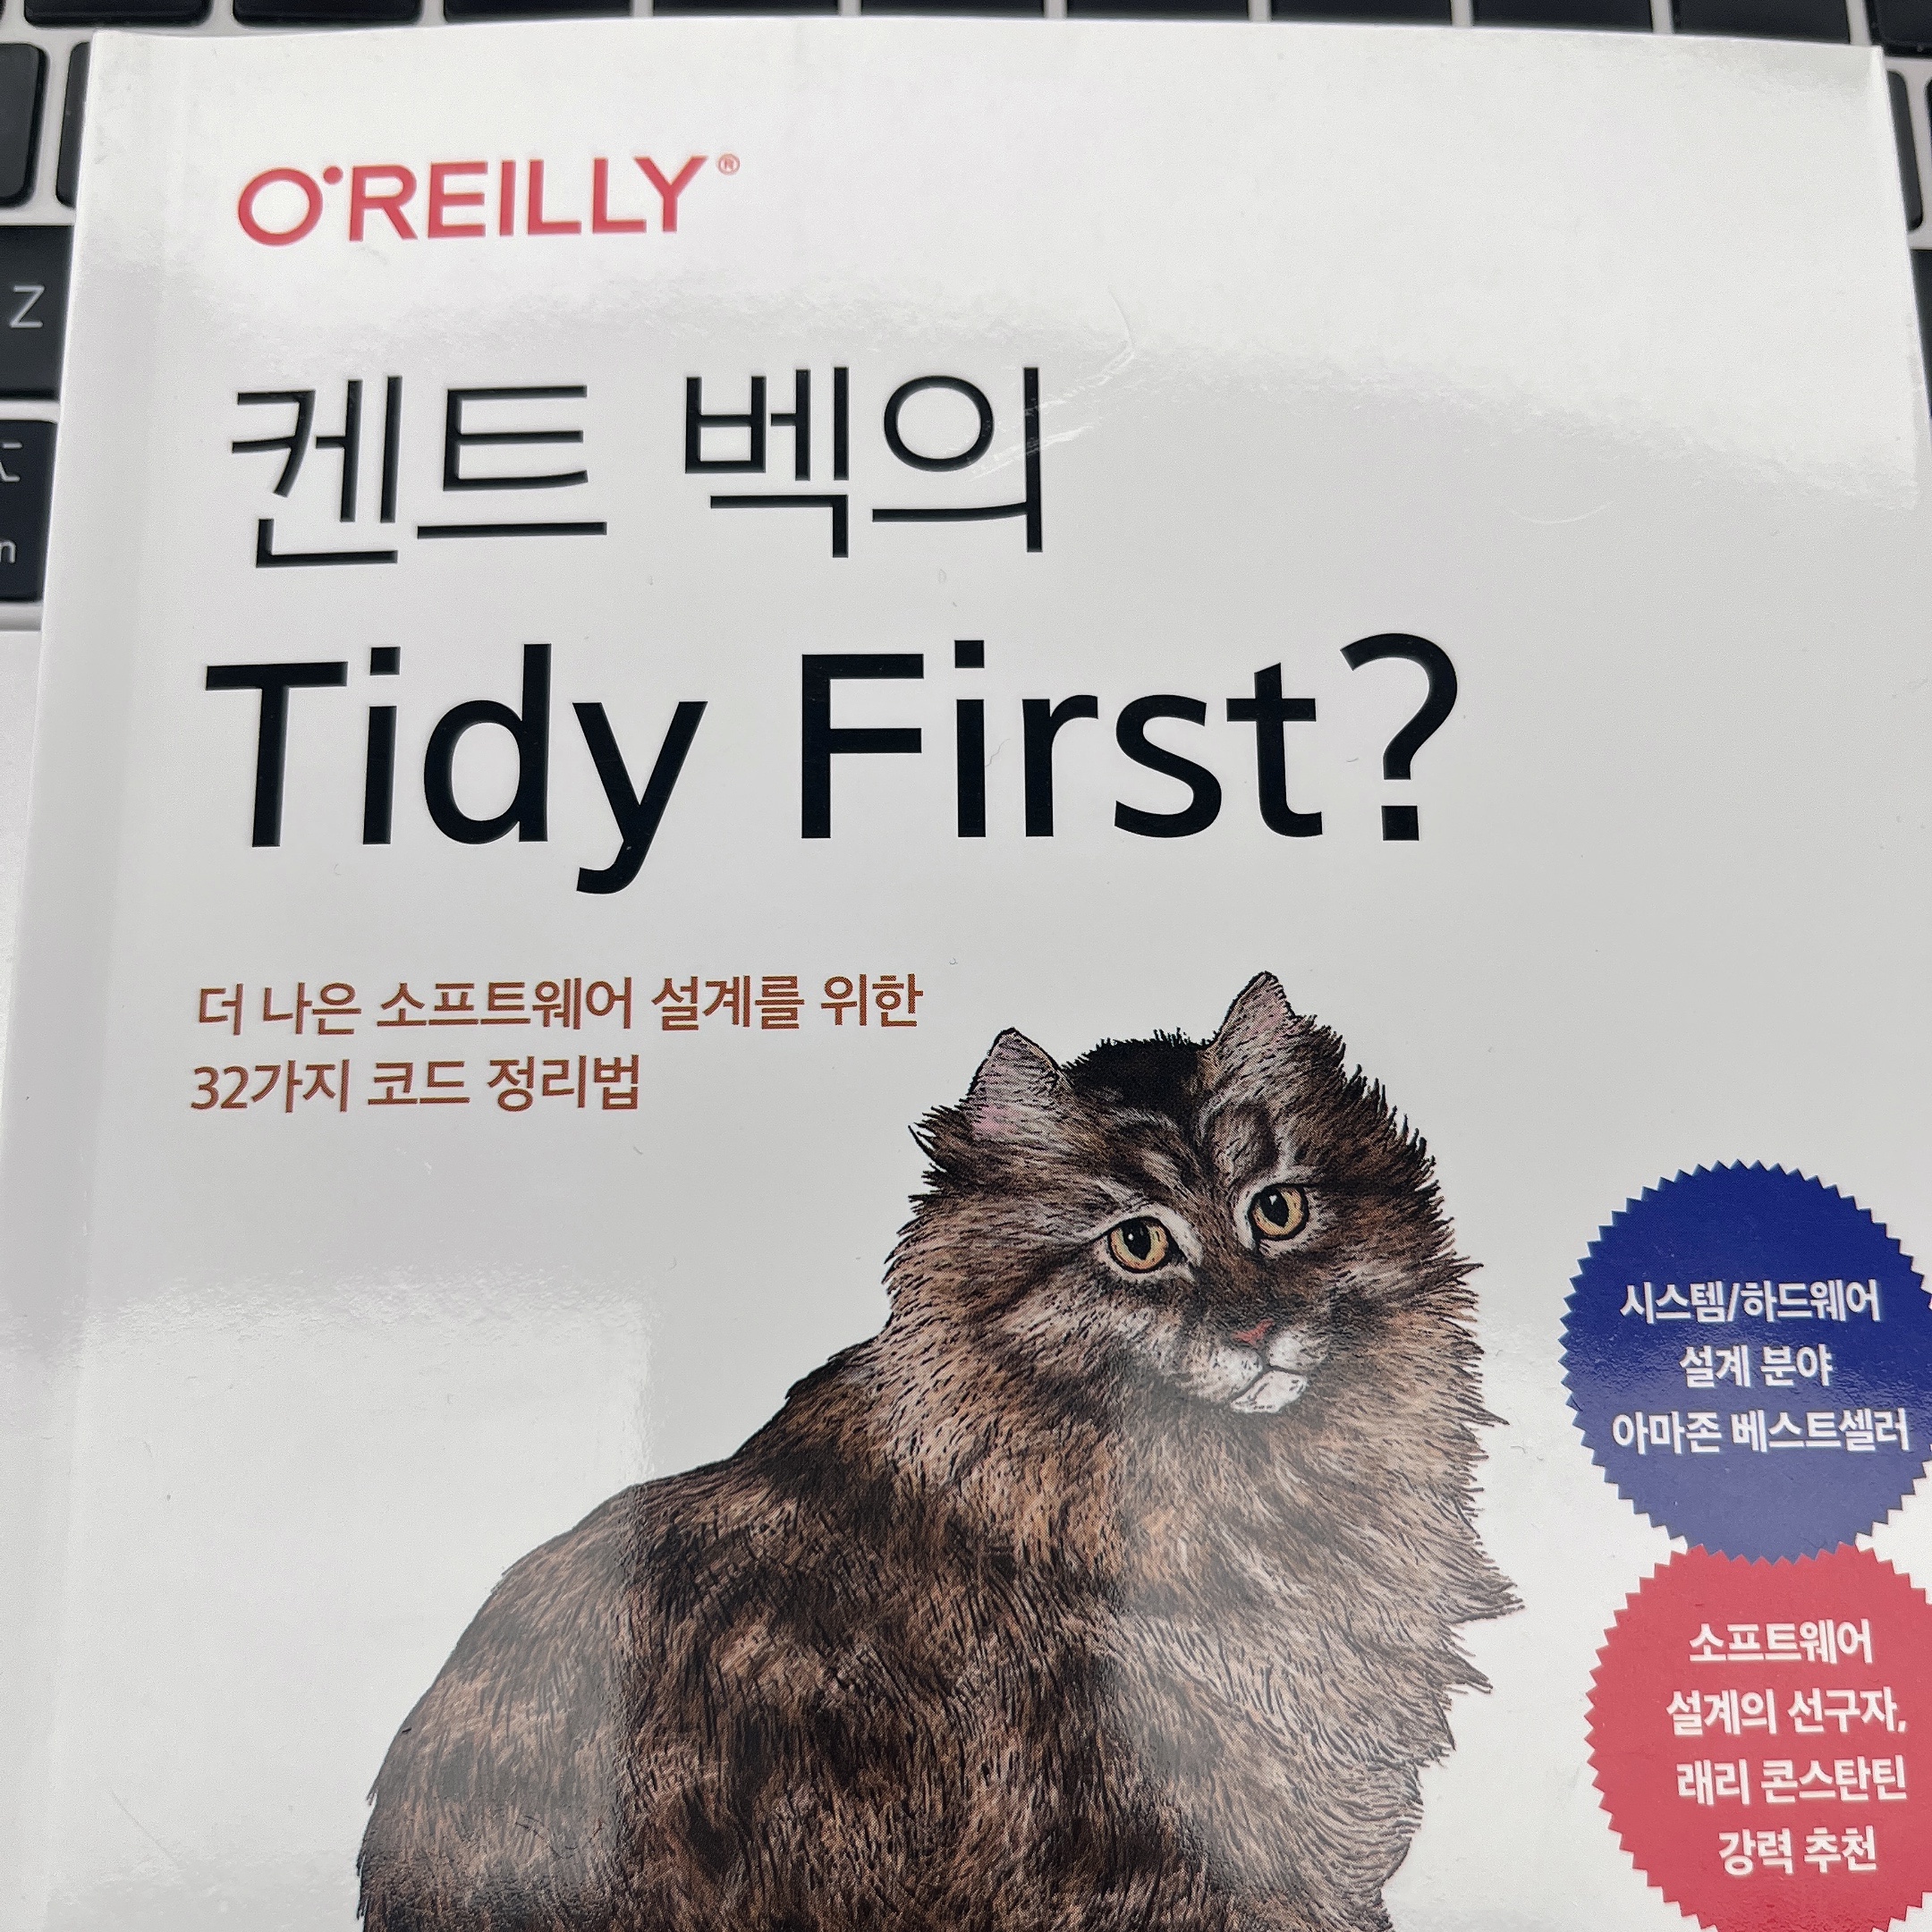 O'REILLY®
켄트 벡의
Tidy First?
더 나은 소프트웨어 설계를 위한
32가지 코드 정리법
시스템/하드웨어
설계 분야
아마존 베스트셀러
소프트웨어
설계의 선구자,
래리 콘스탄틴
강력 추천
Z